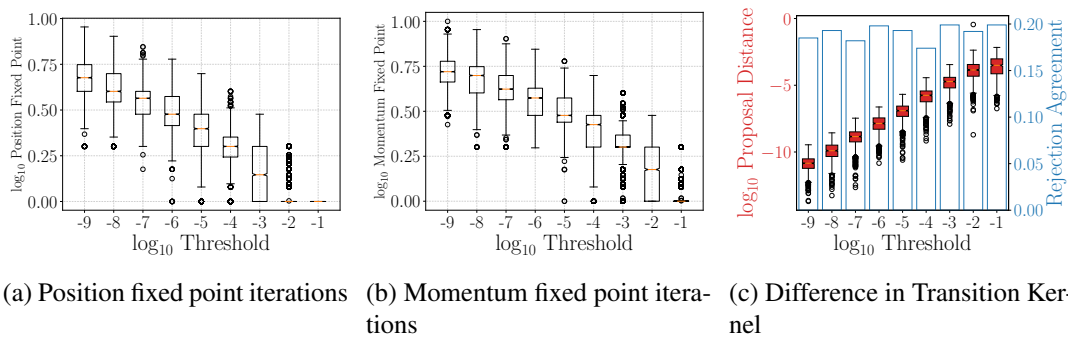 1.00
0.75
0.50
0.25
0.00
log₁₀ Position Fixed Point
-9 -8 -7 -6 -5 -4 -3 -2 -1
log₁₀ Threshold
1.00
0.75
0.50
0.25
0.00
log₁₀ Momentum Fixed Point
-9 -8 -7 -6 -5 -4 -3 -2 -1
log₁₀ Threshold
0
−5
−10
log₁₀ Proposal Distance
0.20
0.15
0.10
0.05
0.00
Rejection Agreement
-9 -8 -7 -6 -5 -4 -3 -2 -1
log₁₀ Threshold
(a) Position fixed point iterations
(b) Momentum fixed point itera-
tions
(c) Difference in Transition Ker-
nel